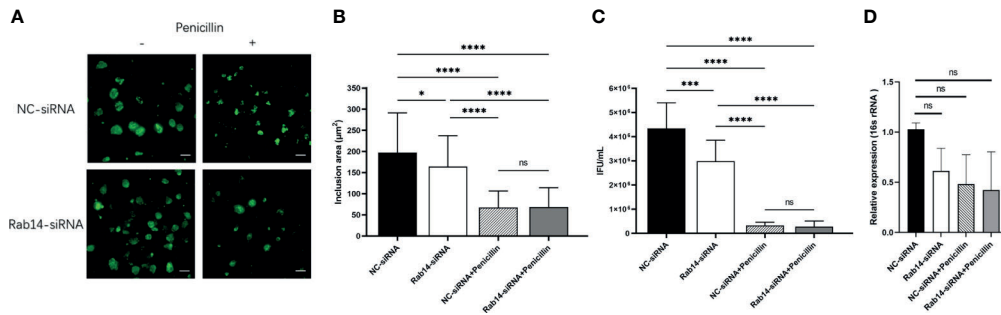 A
Penicillin
-
+
NC-siRNA
Rab14-siRNA
B
****
****
****
*
****
****
ns
Inclusion area (μm²)
350
300
250
200
150
100
50
0
NC-siRNA
Rab14-siRNA
NC-siRNA+Penicillin
Rab14-siRNA+Penicillin
C
****
****
***
****
****
ns
IFU/mL
6×10⁶
5×10⁶
4×10⁶
3×10⁶
2×10⁶
1×10⁶
0
NC-siRNA
Rab14-siRNA
NC-siRNA+Penicillin
Rab14-siRNA+Penicillin
D
ns
ns
ns
Relative expression (16s rRNA )
1.5
1.0
0.5
0.0
NC-siRNA
Rab14-siRNA
NC-siRNA+Penicillin
Rab14-siRNA+Penicillin